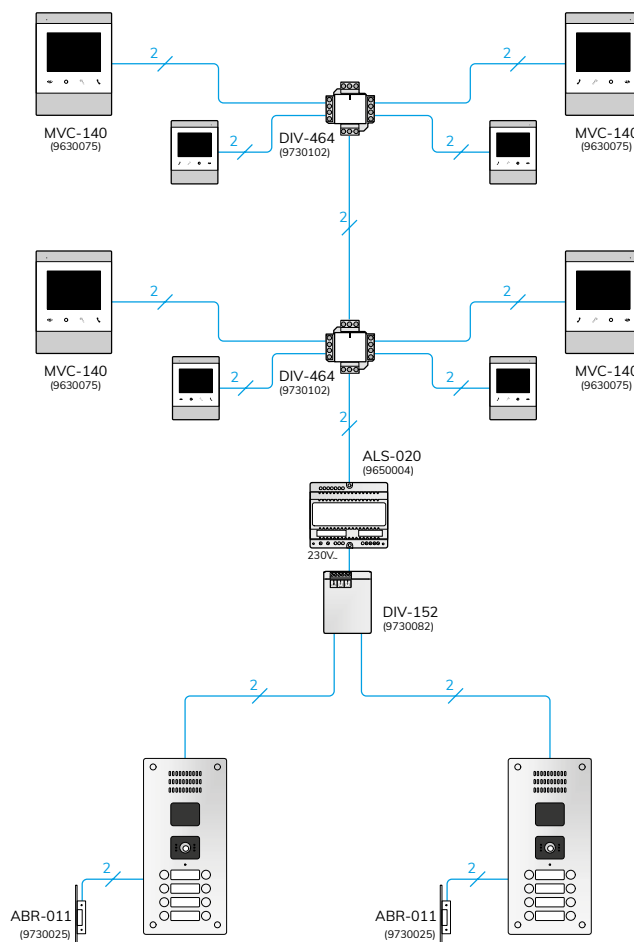 2
2
MVC-140
(9630075)
DIV-464
(9730102)
MVC-140
(9630075)
2
2
2
2
2
MVC-140
(9630075)
DIV-464
(9730102)
MVC-140
(9630075)
2
2
2
ALS-020
(9650004)
230V
DIV-152
(9730082)
2
2
2
2
ABR-011
(9730025)
ABR-011
(9730025)